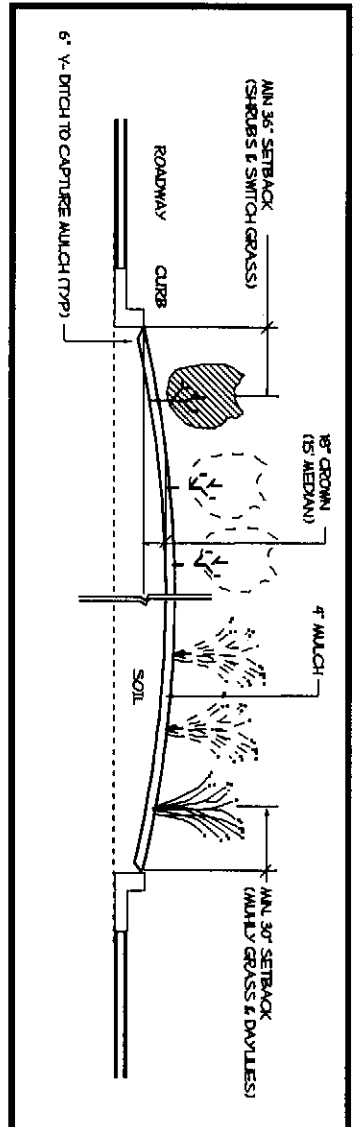 MIN 36" SETBACK
(SHRUBS & SWITCH GRASS)
18" CROWN
(15' MEDIAN)
4" MULCH
MIN. 30" SETBACK
(MUHLY GRASS & DAYLILIES)
ROADWAY CURB
SOIL
6" V-DITCH TO CAPTURE MULCH (TYP)